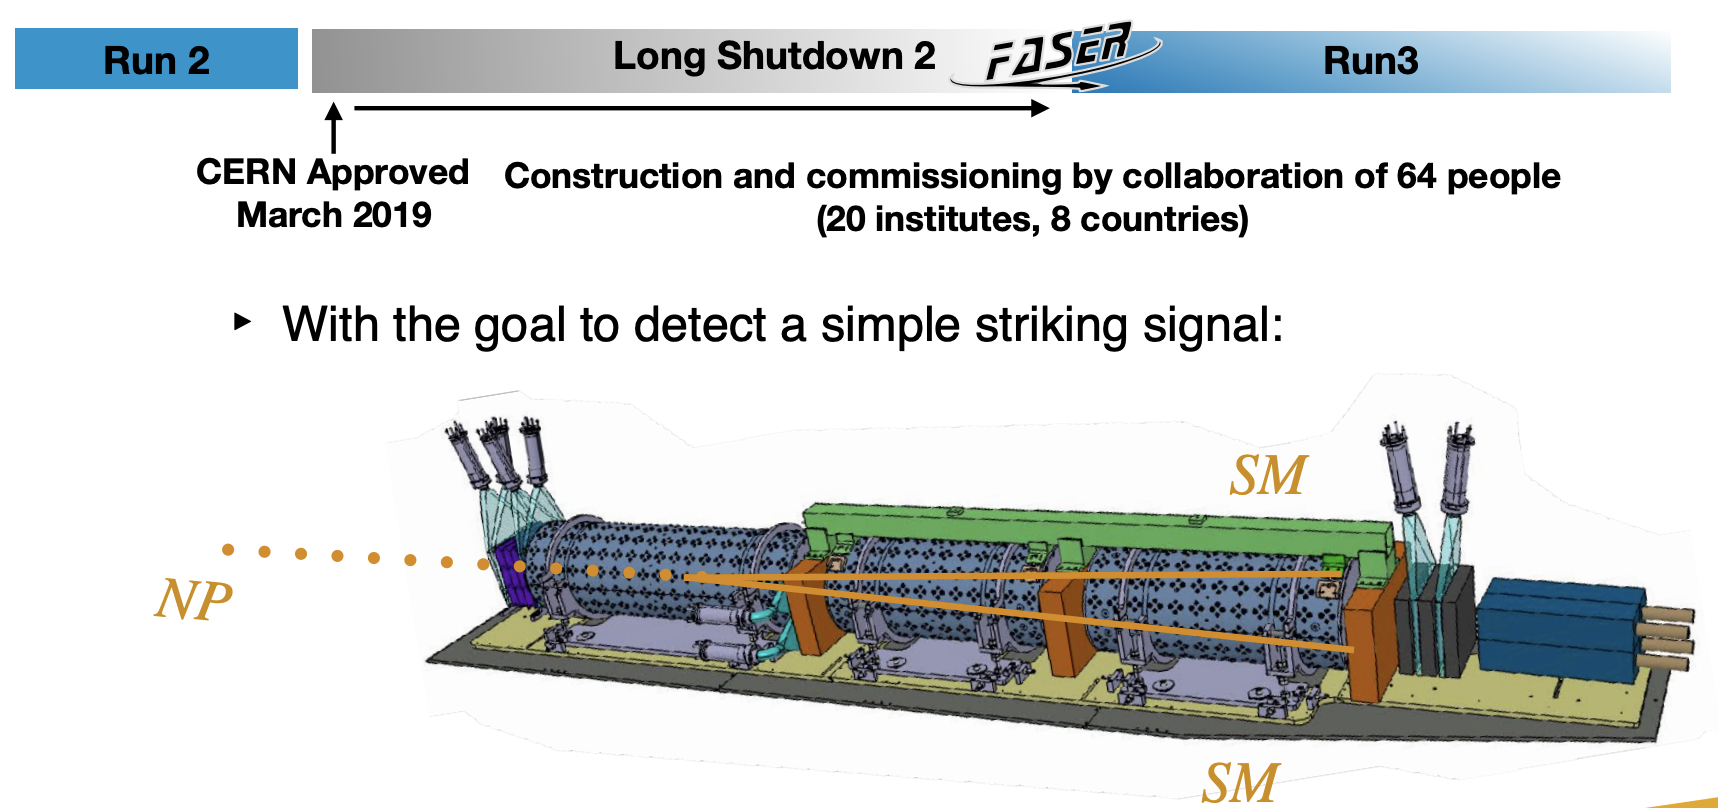 Run 2
Long Shutdown 2
FASER
Run3
CERN Approved
March 2019
Construction and commissioning by collaboration of 64 people
(20 institutes, 8 countries)
‣ With the goal to detect a simple striking signal:
SM
NP
SM